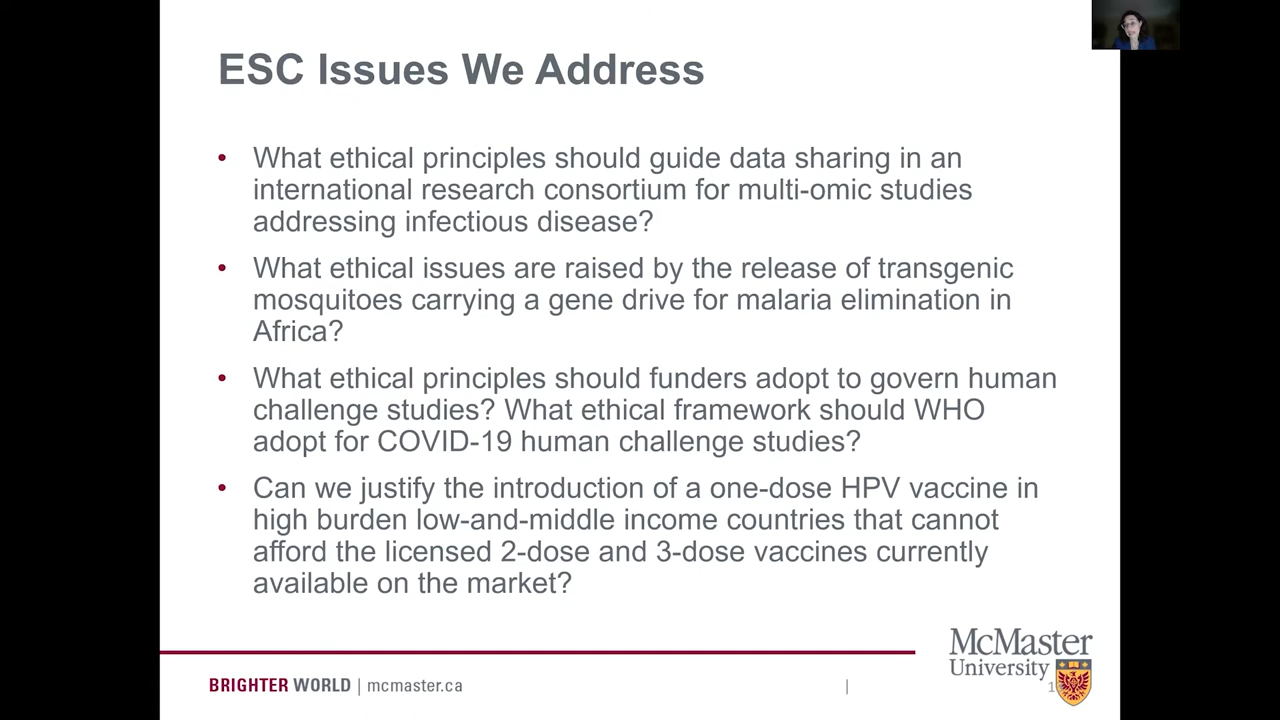 ESC Issues We Address
• What ethical principles should guide data sharing in an
international research consortium for multi-omic studies
addressing infectious disease?
• What ethical issues are raised by the release of transgenic
mosquitoes carrying a gene drive for malaria elimination in
Africa?
• What ethical principles should funders adopt to govern human
challenge studies? What ethical framework should WHO
adopt for COVID-19 human challenge studies?
• Can we justify the introduction of a one-dose HPV vaccine in
high burden low-and-middle income countries that cannot
afford the licensed 2-dose and 3-dose vaccines currently
available on the market?
McMaster
University
BRIGHTER WORLD | mcmaster.ca |